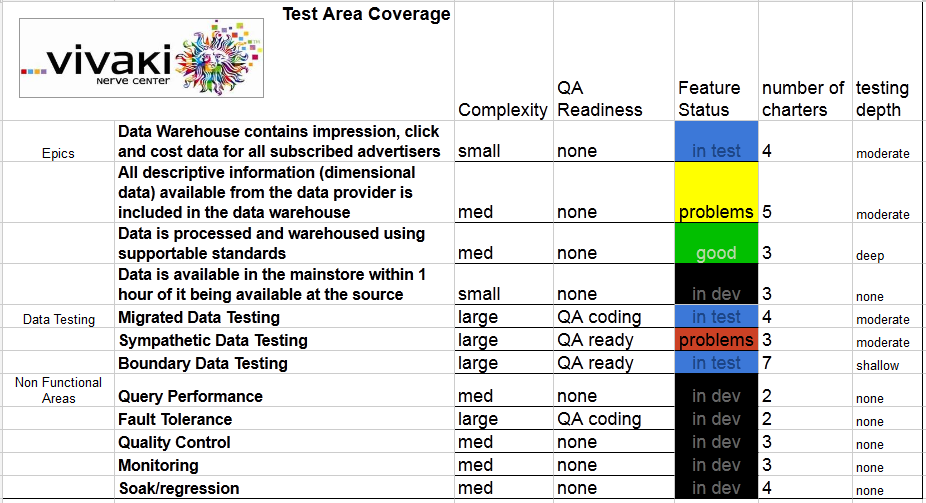 Test Area Coverage
vivaki
NERVE CENTER
Complexity QA Readiness Feature Status number of charters testing depth
Epics Data Warehouse contains impression, click and cost data for all subscribed advertisers small none in test 4 moderate
All descriptive information (dimensional data) available from the data provider is included in the data warehouse med none problems 5 moderate
Data is processed and warehoused using supportable standards med none good 3 deep
Data is available in the mainstore within 1 hour of it being available at the source small none in dev 3 none
Data Testing Migrated Data Testing large QA coding in test 4 moderate
Sympathetic Data Testing large QA ready problems 3 moderate
Boundary Data Testing large QA ready in test 7 shallow
Non Functional Areas Query Performance med none in dev 2 none
Fault Tolerance large QA coding in dev 2 none
Quality Control med none in dev 3 none
Monitoring med none in dev 3 none
Soak/regression med none in dev 4 none